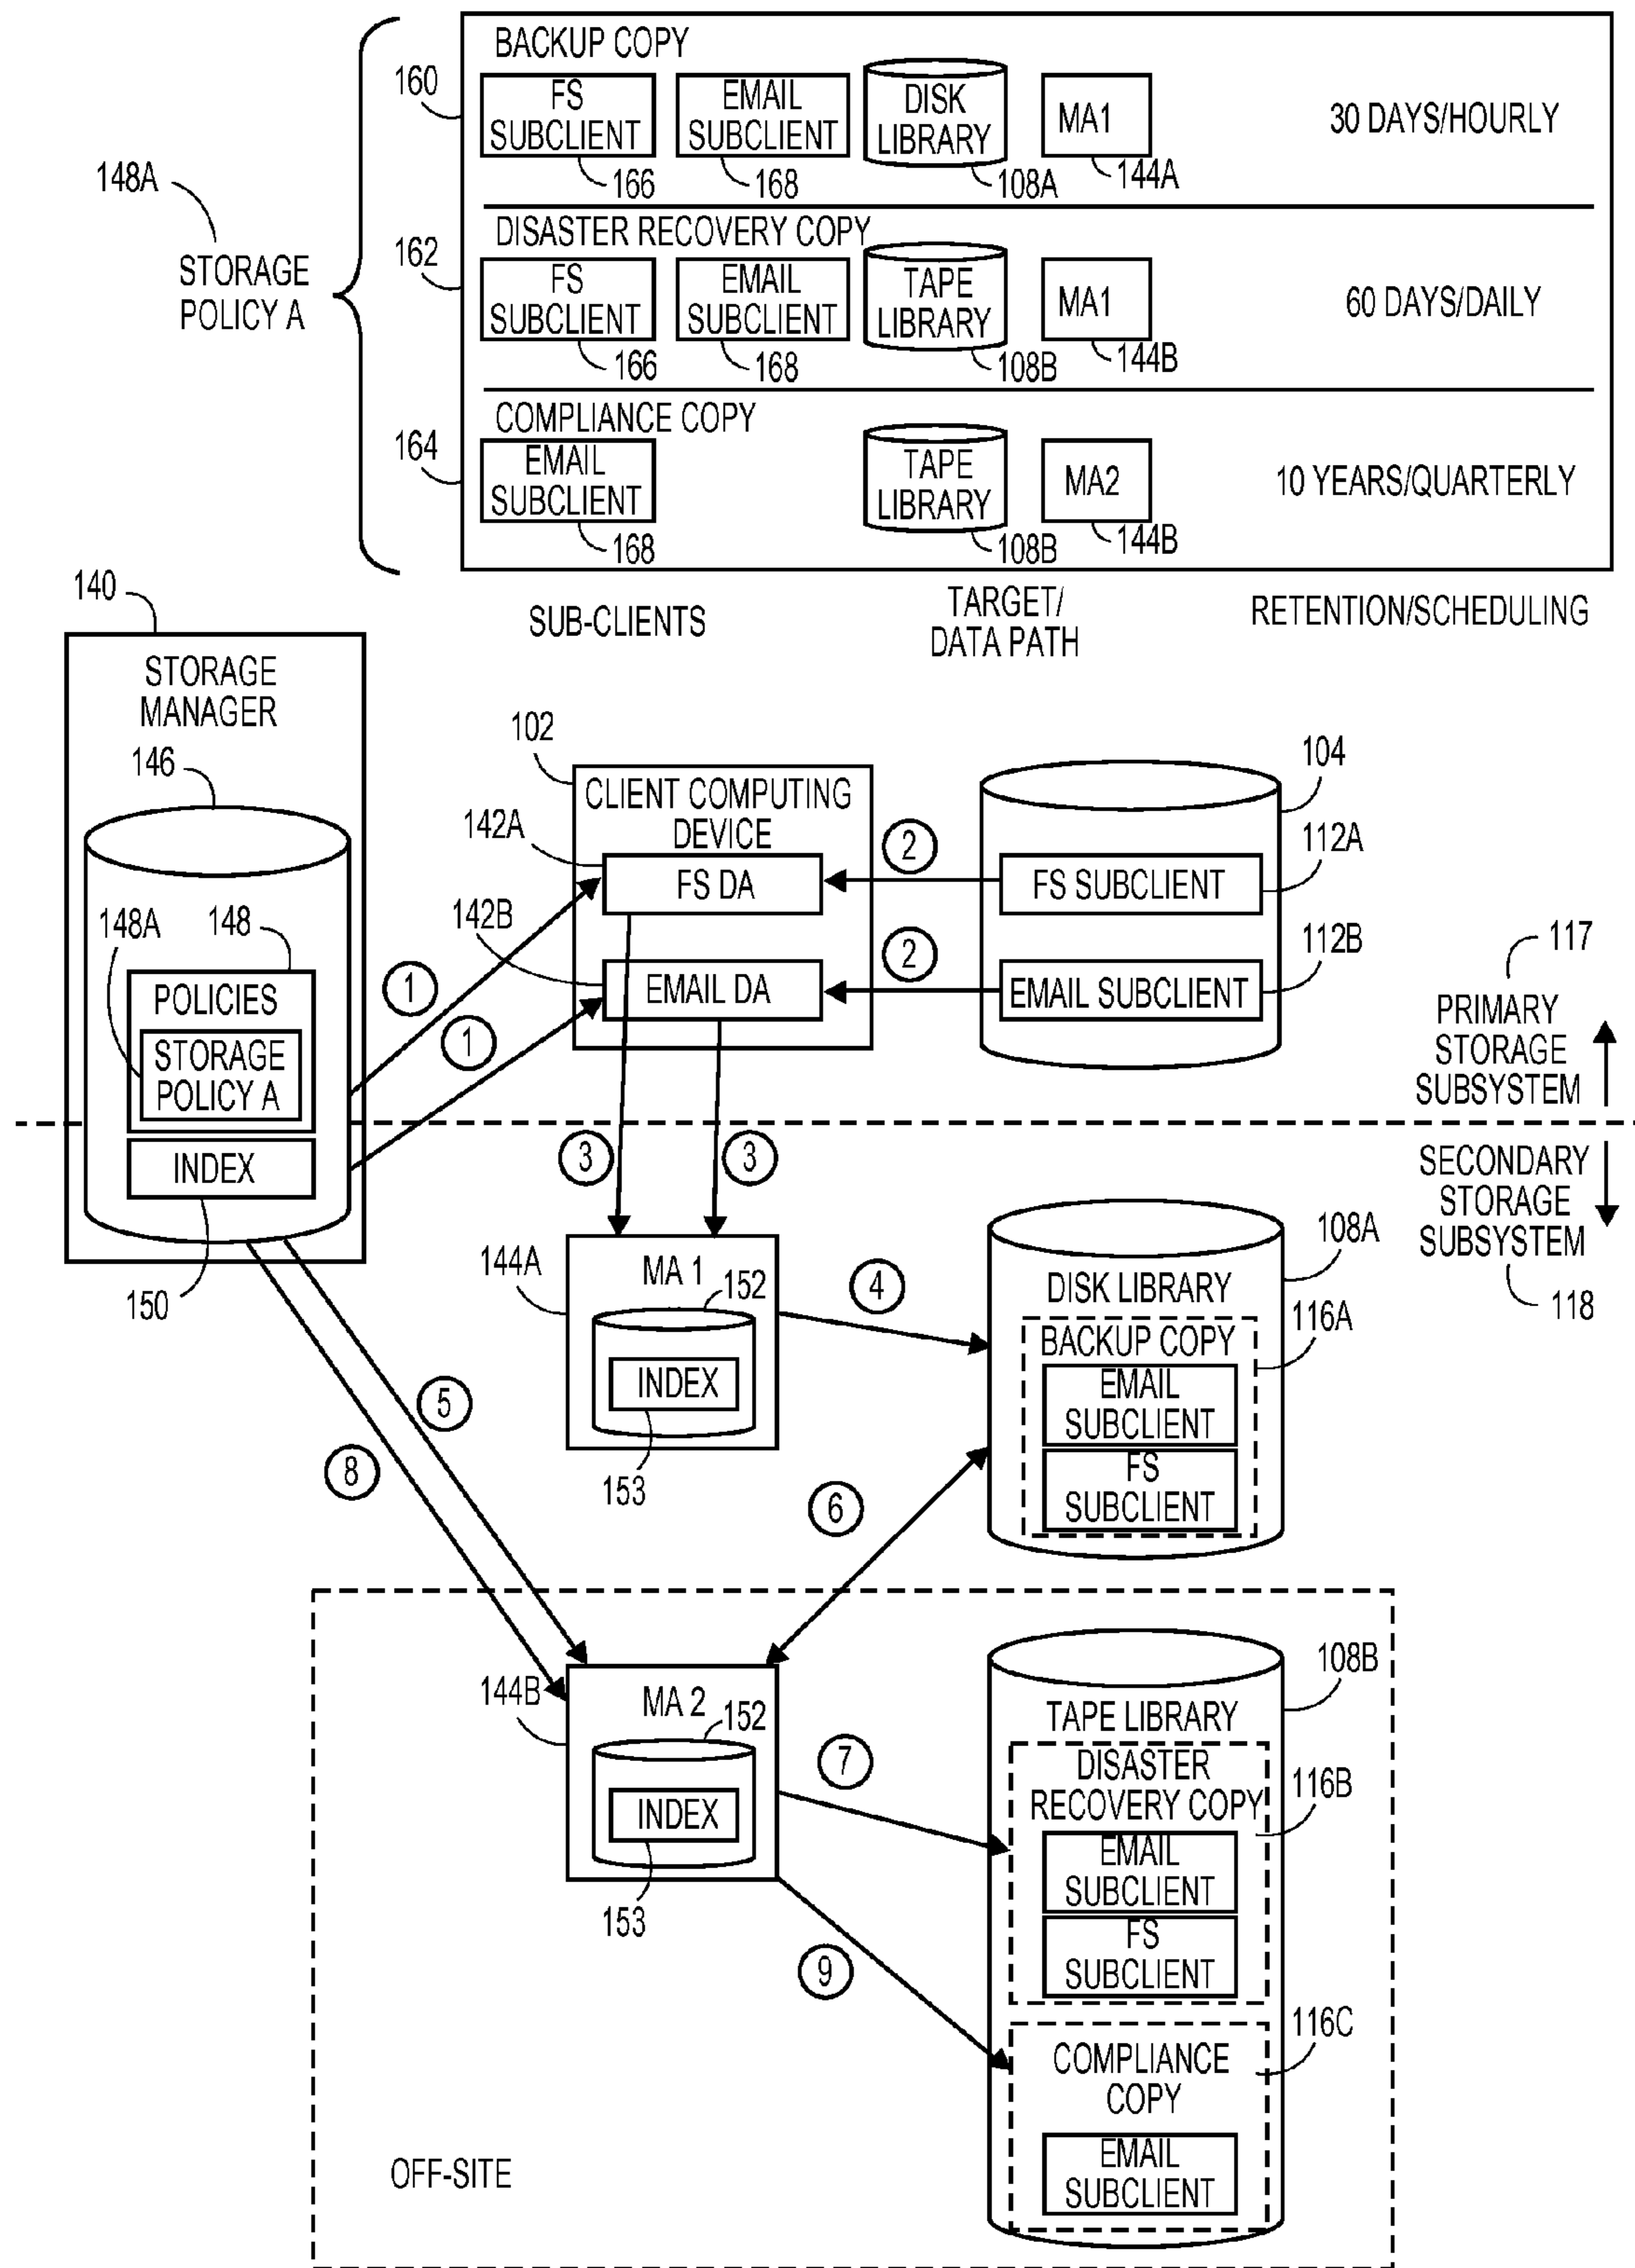 BACKUP COPY
160
FS
SUBCLIENT
166
EMAIL
SUBCLIENT
168
DISK
LIBRARY
108A
MA1
144A
30 DAYS/HOURLY
148A
STORAGE
POLICY A
DISASTER RECOVERY COPY
162
FS
SUBCLIENT
166
EMAIL
SUBCLIENT
168
TAPE
LIBRARY
108B
MA1
144B
60 DAYS/DAILY
COMPLIANCE COPY
164
EMAIL
SUBCLIENT
168
TAPE
LIBRARY
108B
MA2
144B
10 YEARS/QUARTERLY
SUB-CLIENTS
TARGET/
DATA PATH
RETENTION/SCHEDULING
140
STORAGE
MANAGER
146
148A
148
POLICIES
STORAGE
POLICY A
INDEX
150
1
1
102
CLIENT COMPUTING
DEVICE
142A
FS DA
142B
EMAIL DA
2
2
104
FS SUBCLIENT
112A
EMAIL SUBCLIENT
112B
117
PRIMARY
STORAGE
SUBSYSTEM
SECONDARY
STORAGE
SUBSYSTEM
118
3
3
144A
MA 1
152
INDEX
153
4
108A
DISK LIBRARY
BACKUP COPY
116A
EMAIL
SUBCLIENT
FS
SUBCLIENT
5
8
6
144B
MA 2
152
INDEX
153
7
9
108B
TAPE LIBRARY
DISASTER
RECOVERY COPY
116B
EMAIL
SUBCLIENT
FS
SUBCLIENT
116C
COMPLIANCE
COPY
EMAIL
SUBCLIENT
OFF-SITE